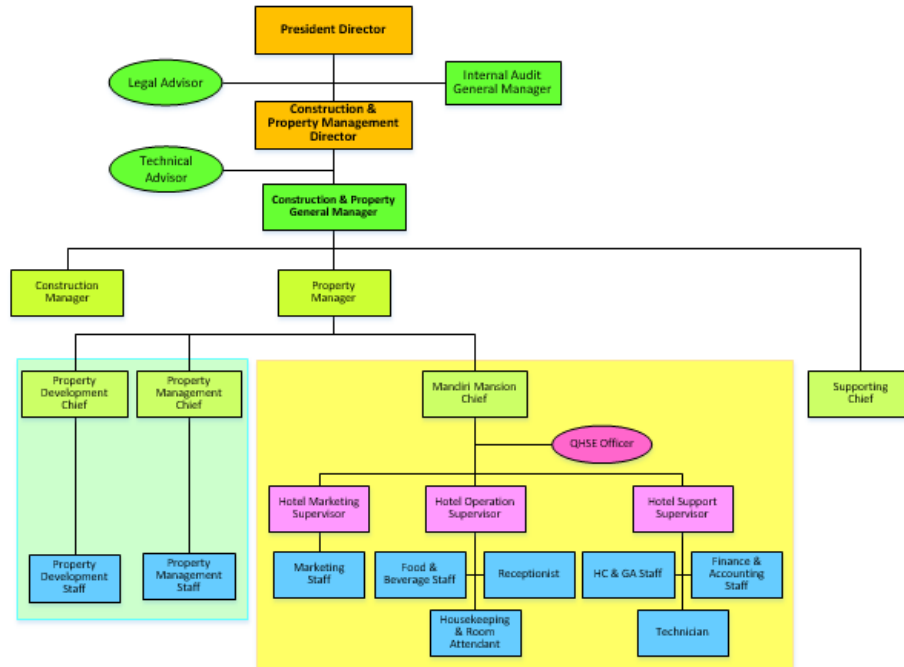 President Director
Legal Advisor
Internal Audit
General Manager
Construction &
Property Management
Director
Technical
Advisor
Construction & Property
General Manager
Construction
Manager
Property
Manager
Property
Development
Chief
Property
Management
Chief
Mandiri Mansion
Chief
Supporting
Chief
QHSE Officer
Hotel Marketing
Supervisor
Hotel Operation
Supervisor
Hotel Support
Supervisor
Property
Development
Staff
Property
Management
Staff
Marketing
Staff
Food &
Beverage Staff
Receptionist
HC & GA Staff
Finance &
Accounting
Staff
Housekeeping
& Room
Attendant
Technician